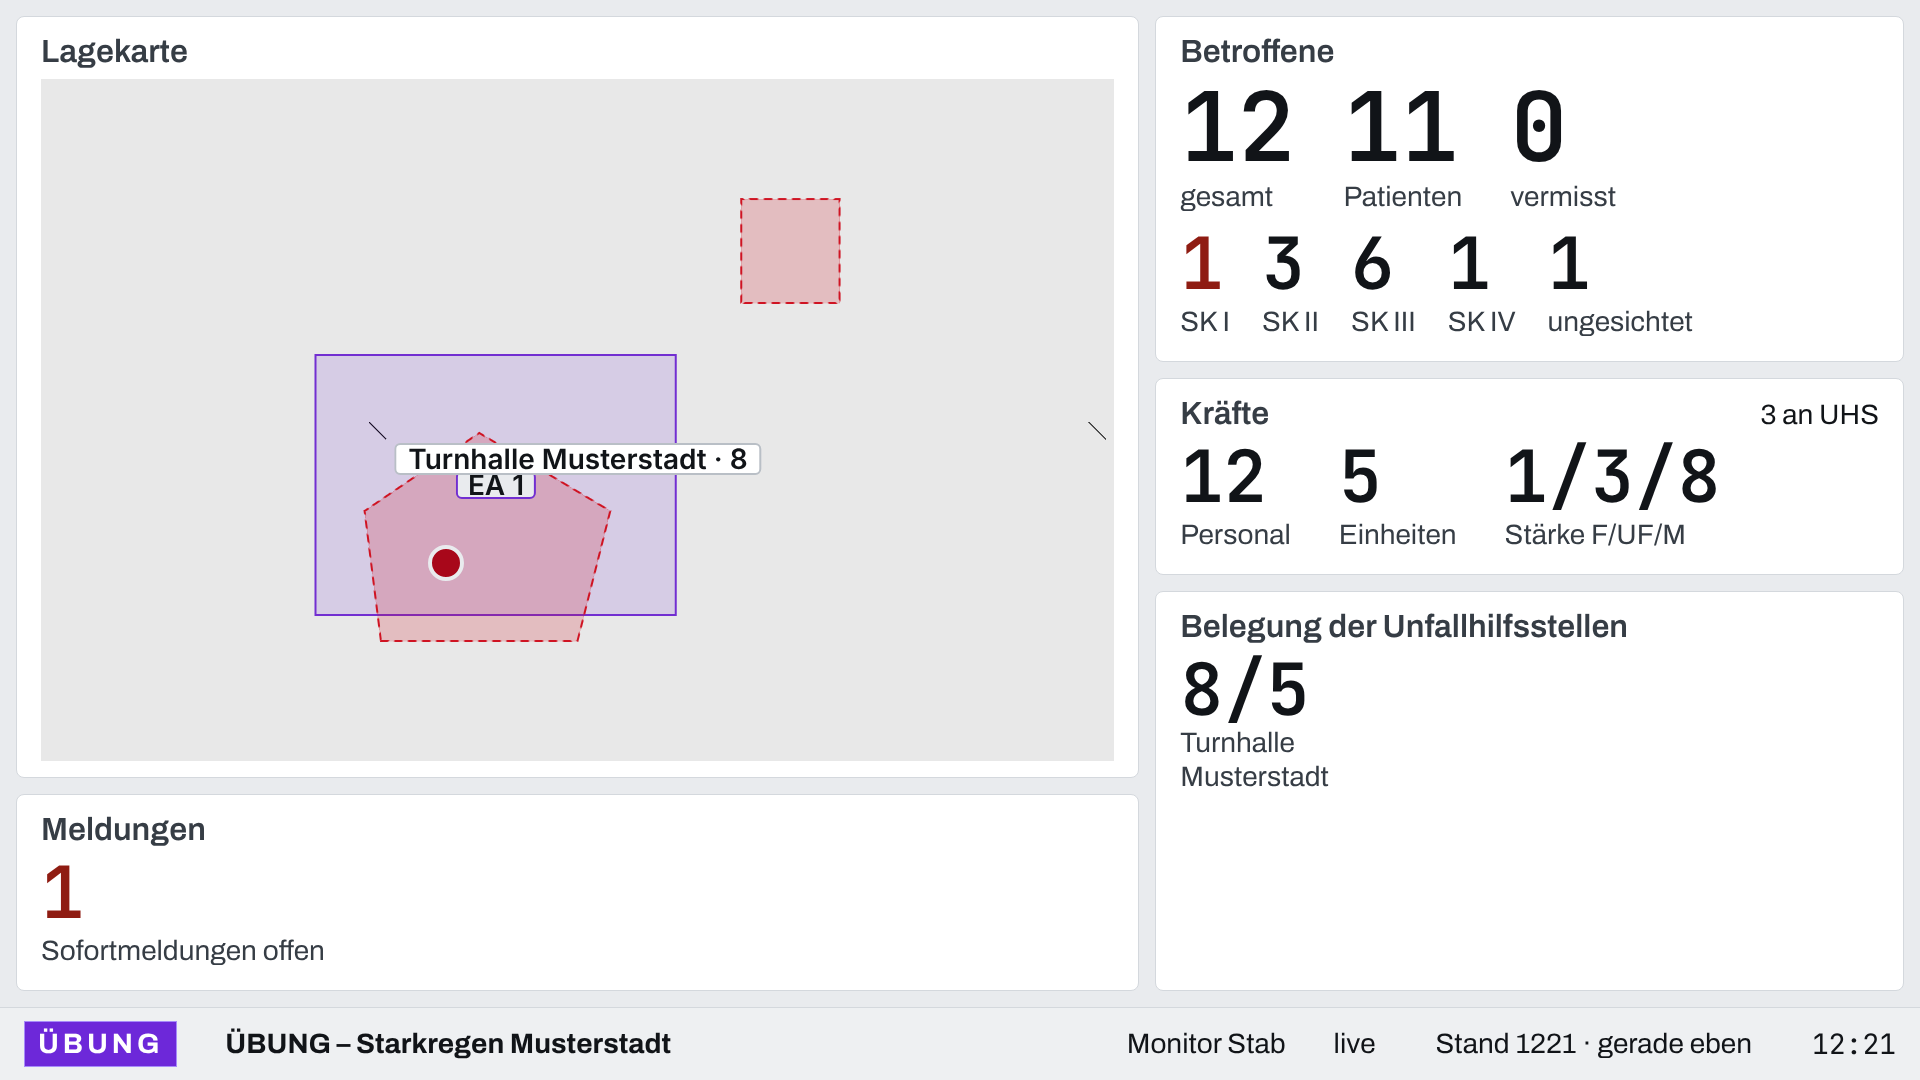 Lagekarte
Turnhalle Musterstadt · 8
EA 1
Meldungen
1
Sofortmeldungen offen
Betroffene
12 11 0
gesamt Patienten vermisst
1 3 6 1 1
SK I SK II SK III SK IV ungesichtet
Kräfte 3 an UHS
12 5 1/3/8
Personal Einheiten Stärke F/UF/M
Belegung der Unfallhilfsstellen
8/5
Turnhalle
Musterstadt
ÜBUNG ÜBUNG – Starkregen Musterstadt Monitor Stab live Stand 1221 · gerade eben 12:21